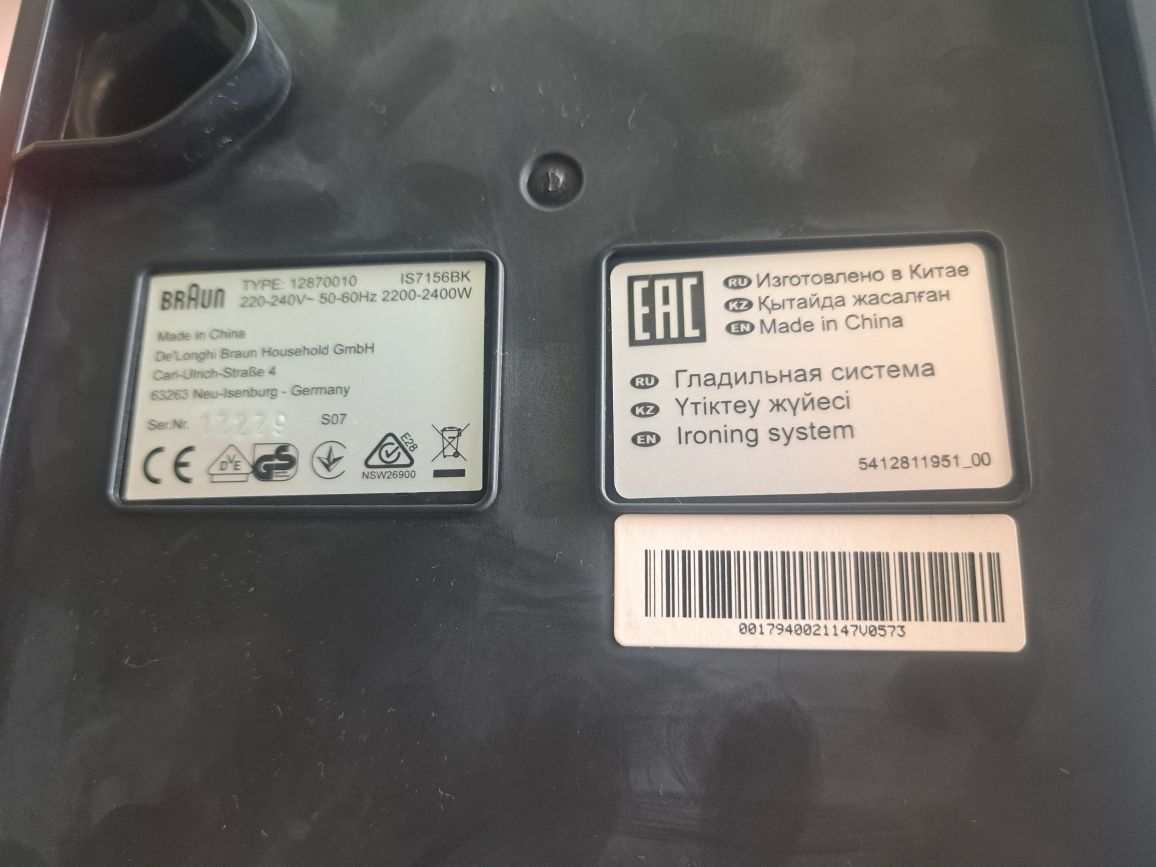 D
BRAUN TYPE: 12870010 IS7156BK
220-240V~ 50-60Hz 2200-2400W
Made in China
De'Longhi Braun Household GmbH
Carl-Ulrich-Straße 4
63263 Neu-Isenburg - Germany
Ser.Nr. S07
CE DVE GS E28
NSW26900
EAC
RU Изготовлено в Китае
KZ Қытайда жасалған
EN Made in China
RU Гладильная система
KZ Үтіктеу жүйесі
EN Ironing system
5412811951_00
0017940021147V0573